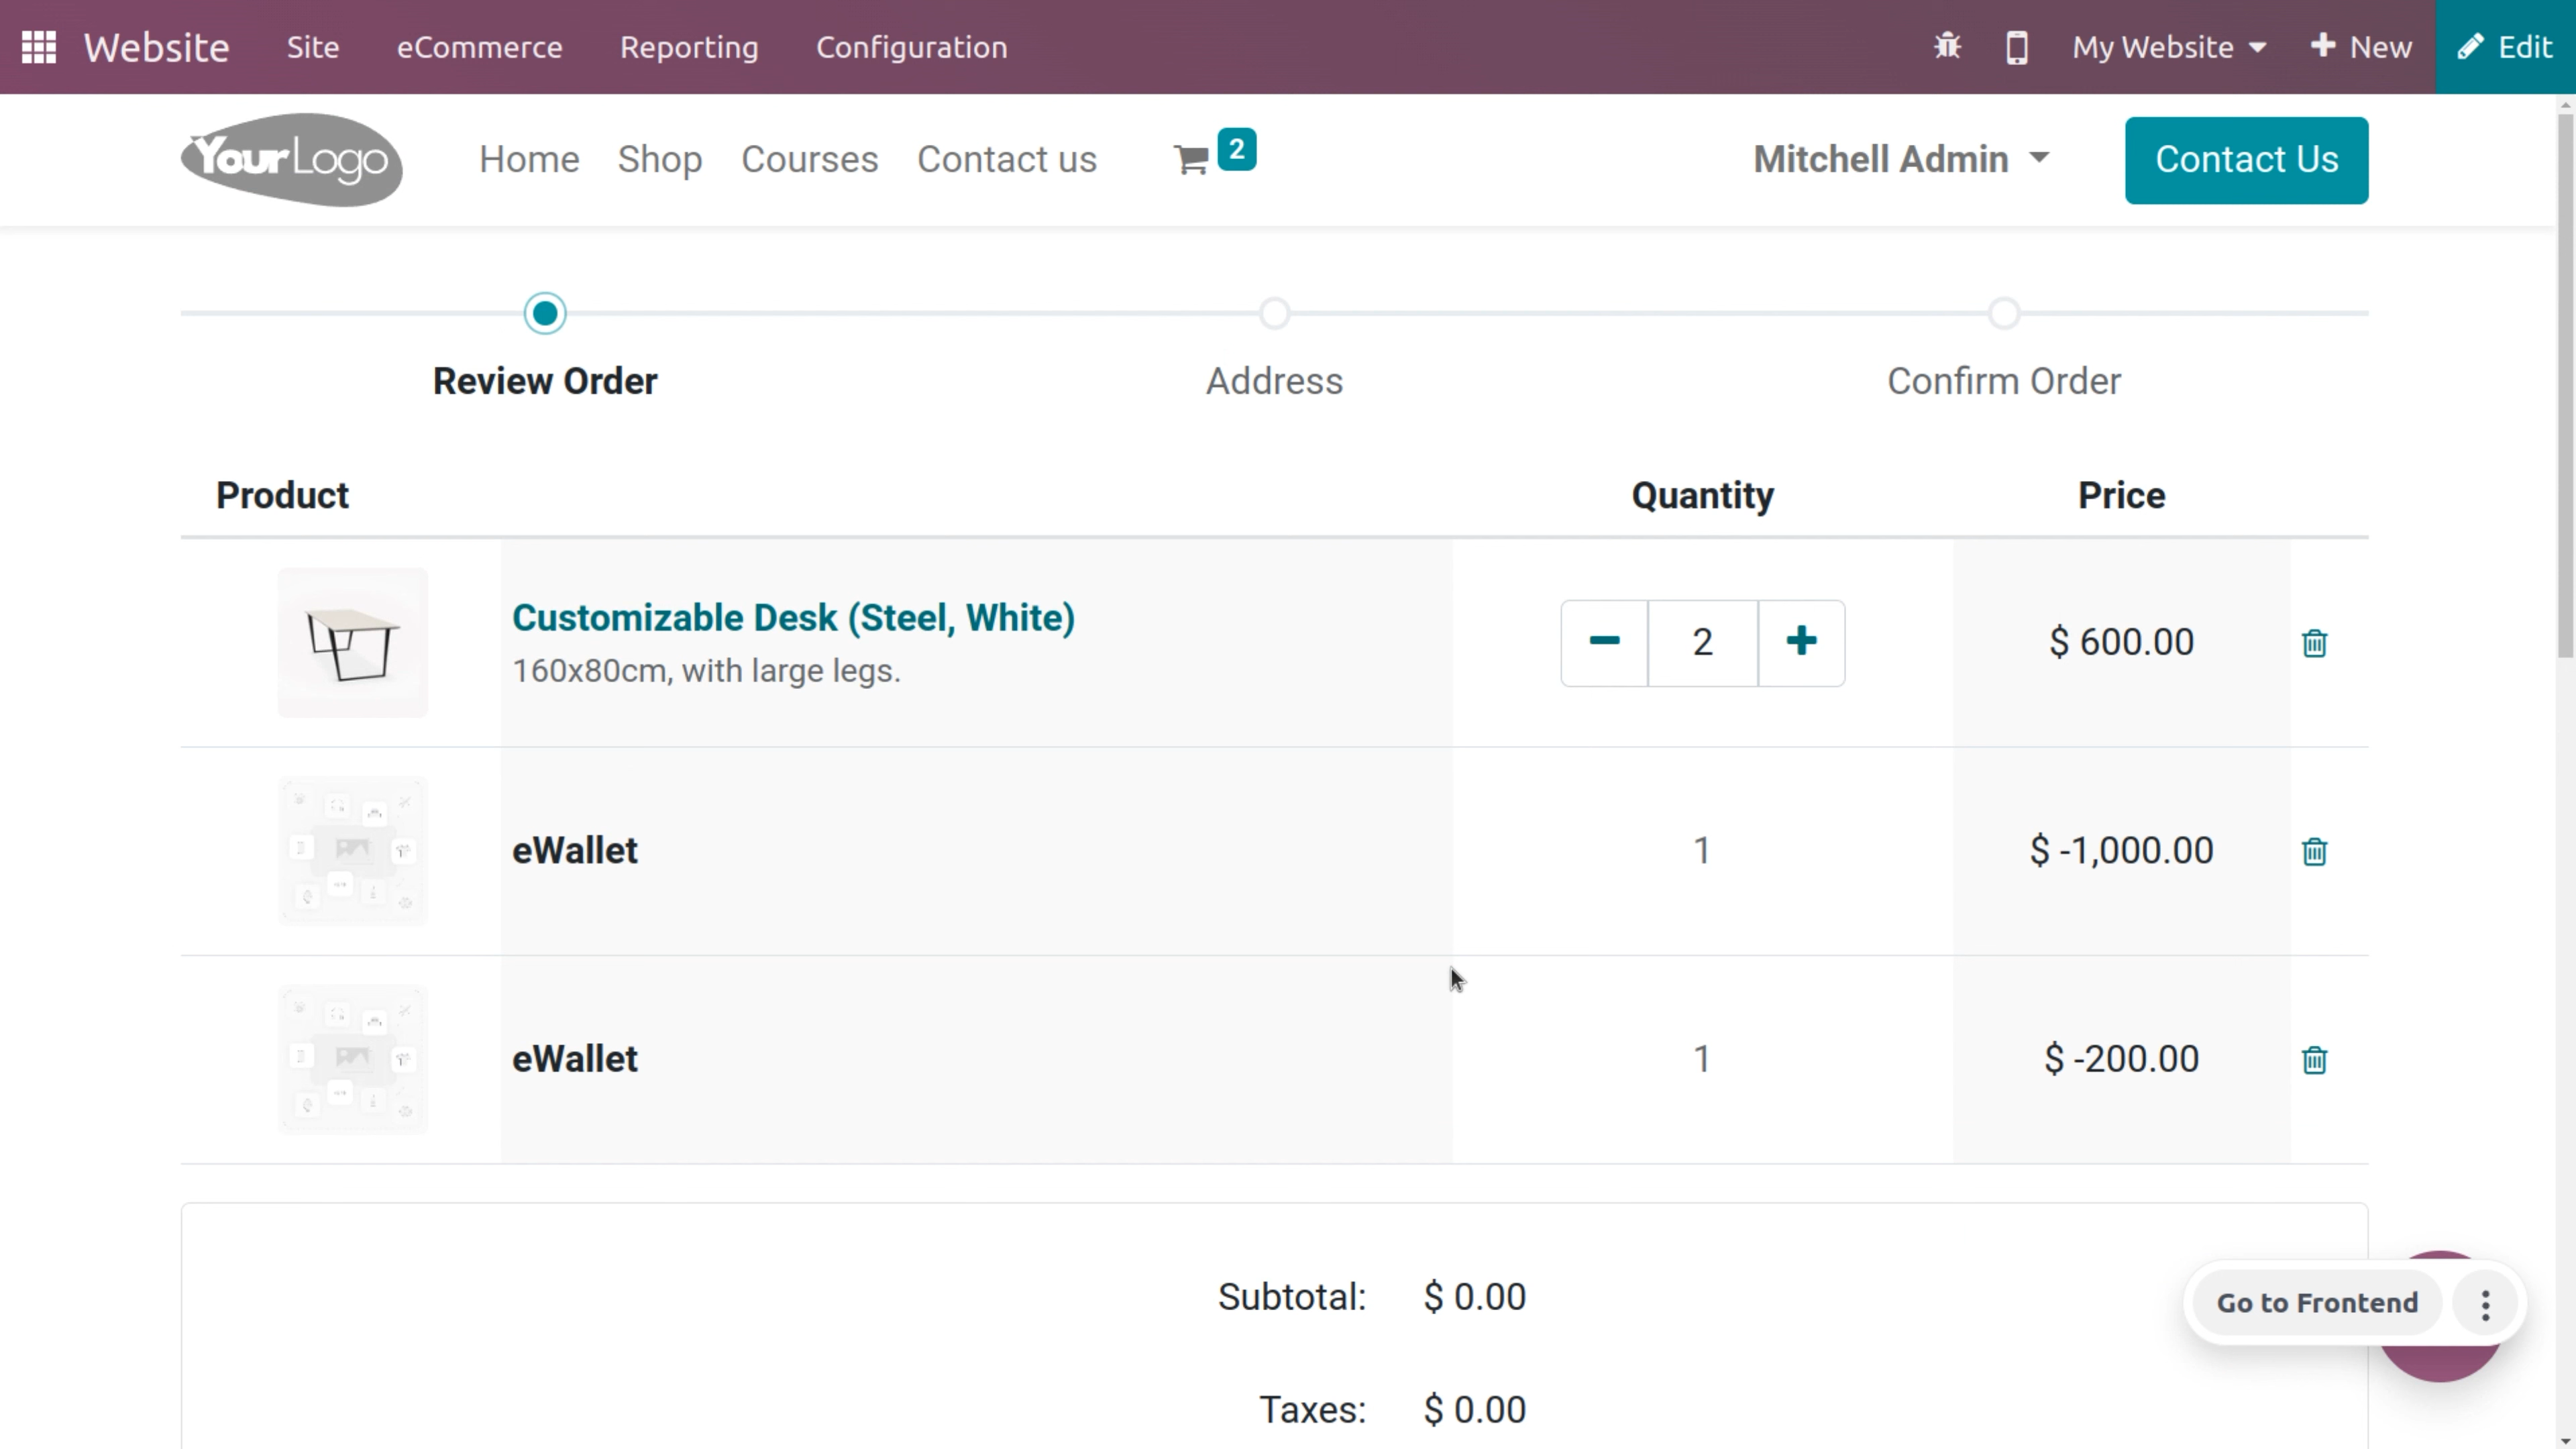 Website Site eCommerce Reporting Configuration My Website New Edit
YourLogo Home Shop Courses Contact us 2 Mitchell Admin Contact Us
Review Order Address Confirm Order
Product Quantity Price
Customizable Desk (Steel, White)
160x80cm, with large legs.
2 $ 600.00
eWallet 1 $ -1,000.00
eWallet 1 $ -200.00
Subtotal: $ 0.00
Go to Frontend
Taxes: $ 0.00